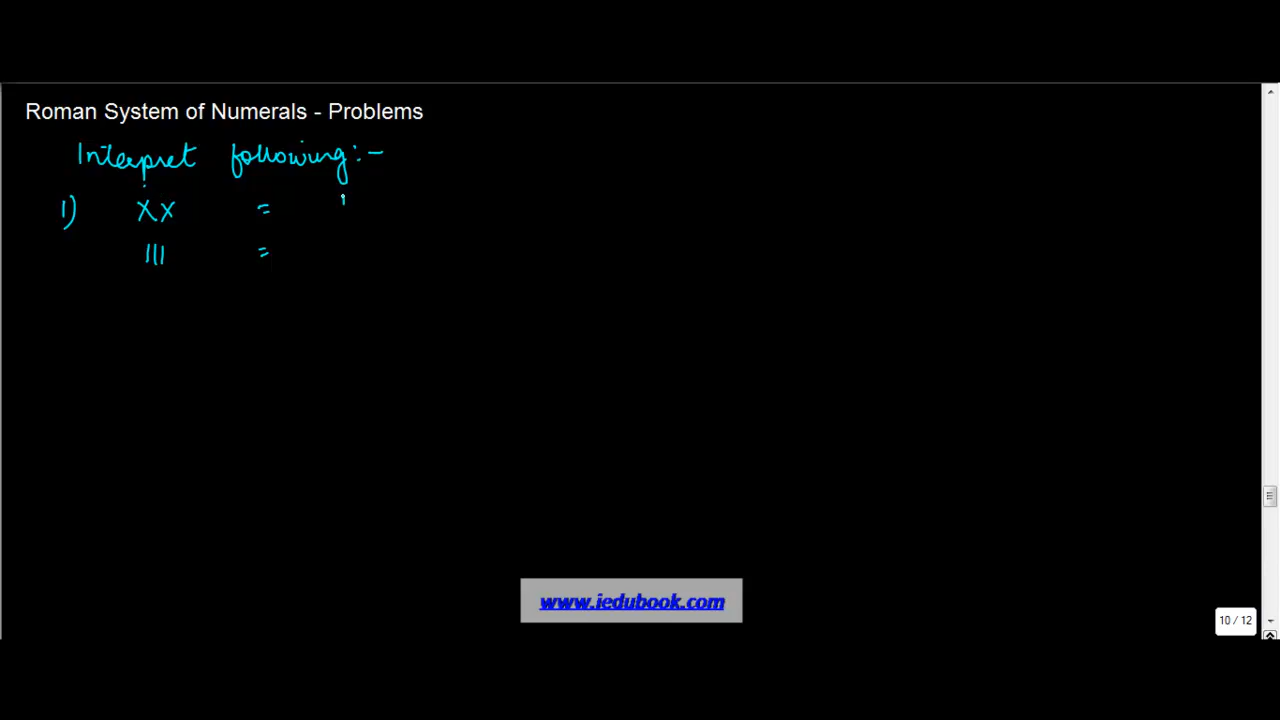 Roman System of Numerals - Problems
Interpret following:-
1) XX =
III =
www.iedubook.com
10 / 12